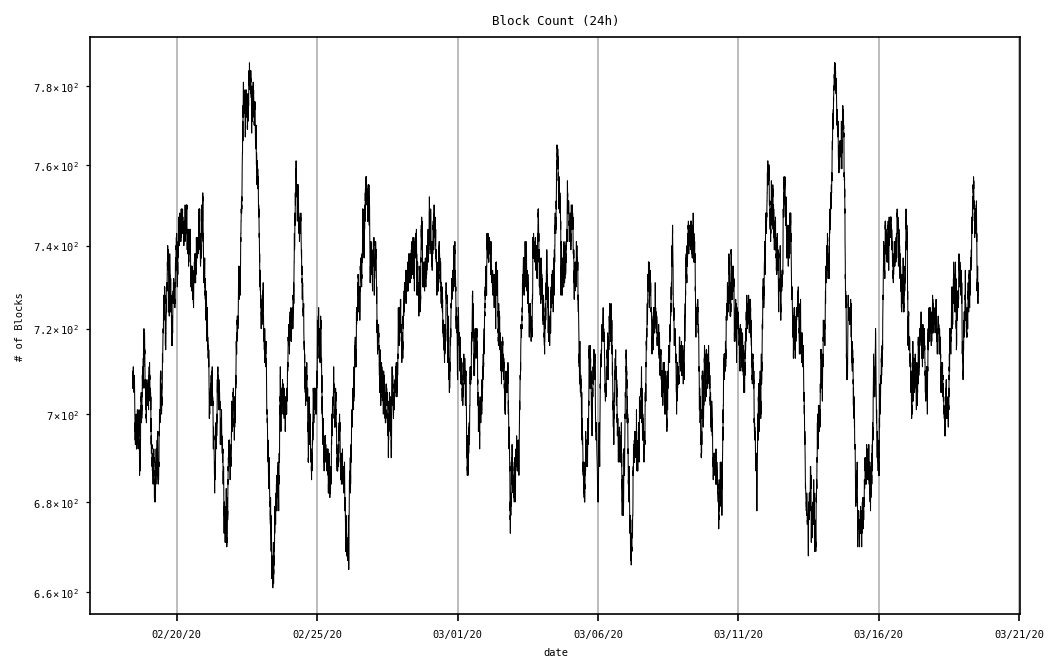 Block Count (24h)
# of Blocks
7.8×10²
7.6×10²
7.4×10²
7.2×10²
7×10²
6.8×10²
6.6×10²
02/20/20 02/25/20 03/01/20 03/06/20 03/11/20 03/16/20 03/21/20
date